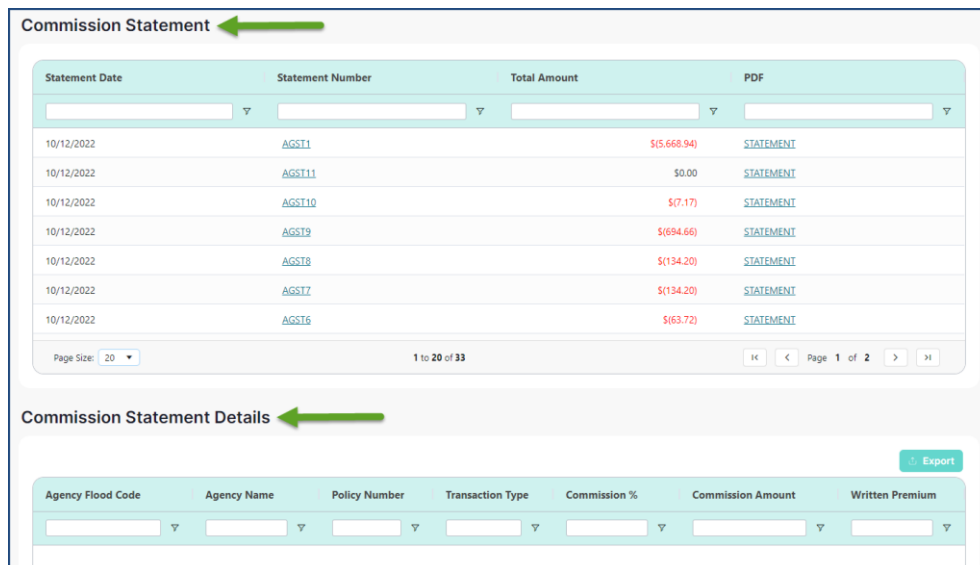 Commission Statement
Statement Date Statement Number Total Amount PDF
10/12/2022 AGST1 $(5,668.94) STATEMENT
10/12/2022 AGST11 $0.00 STATEMENT
10/12/2022 AGST10 $(7.17) STATEMENT
10/12/2022 AGST9 $(694.66) STATEMENT
10/12/2022 AGST8 $(134.20) STATEMENT
10/12/2022 AGST7 $(134.20) STATEMENT
10/12/2022 AGST6 $(63.72) STATEMENT
Page Size: 20 1 to 20 of 33 Page 1 of 2
Commission Statement Details
Export
Agency Flood Code Agency Name Policy Number Transaction Type Commission % Commission Amount Written Premium